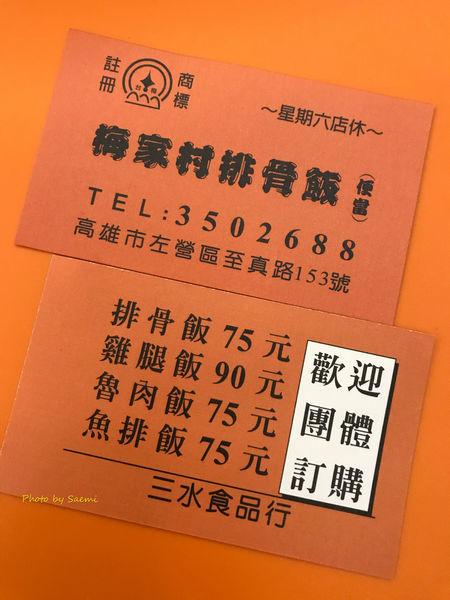 註冊
商標
台梅
～星期六店休～
梅家村排骨飯(便當)
TEL:3502688
高雄市左營區至真路153號
排骨飯75元
雞腿飯90元
魯肉飯75元
魚排飯75元
歡迎
團體
訂購
三水食品行
Photo by Saemi